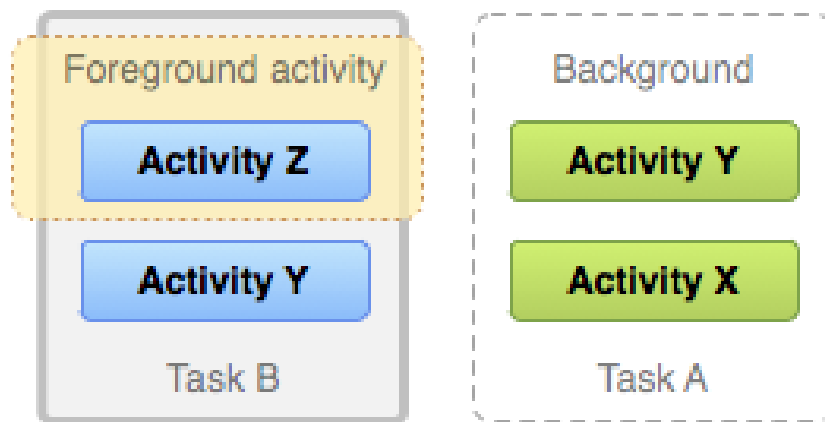 Foreground activity
Activity Z
Activity Y
Task B
Background
Activity Y
Activity X
Task A